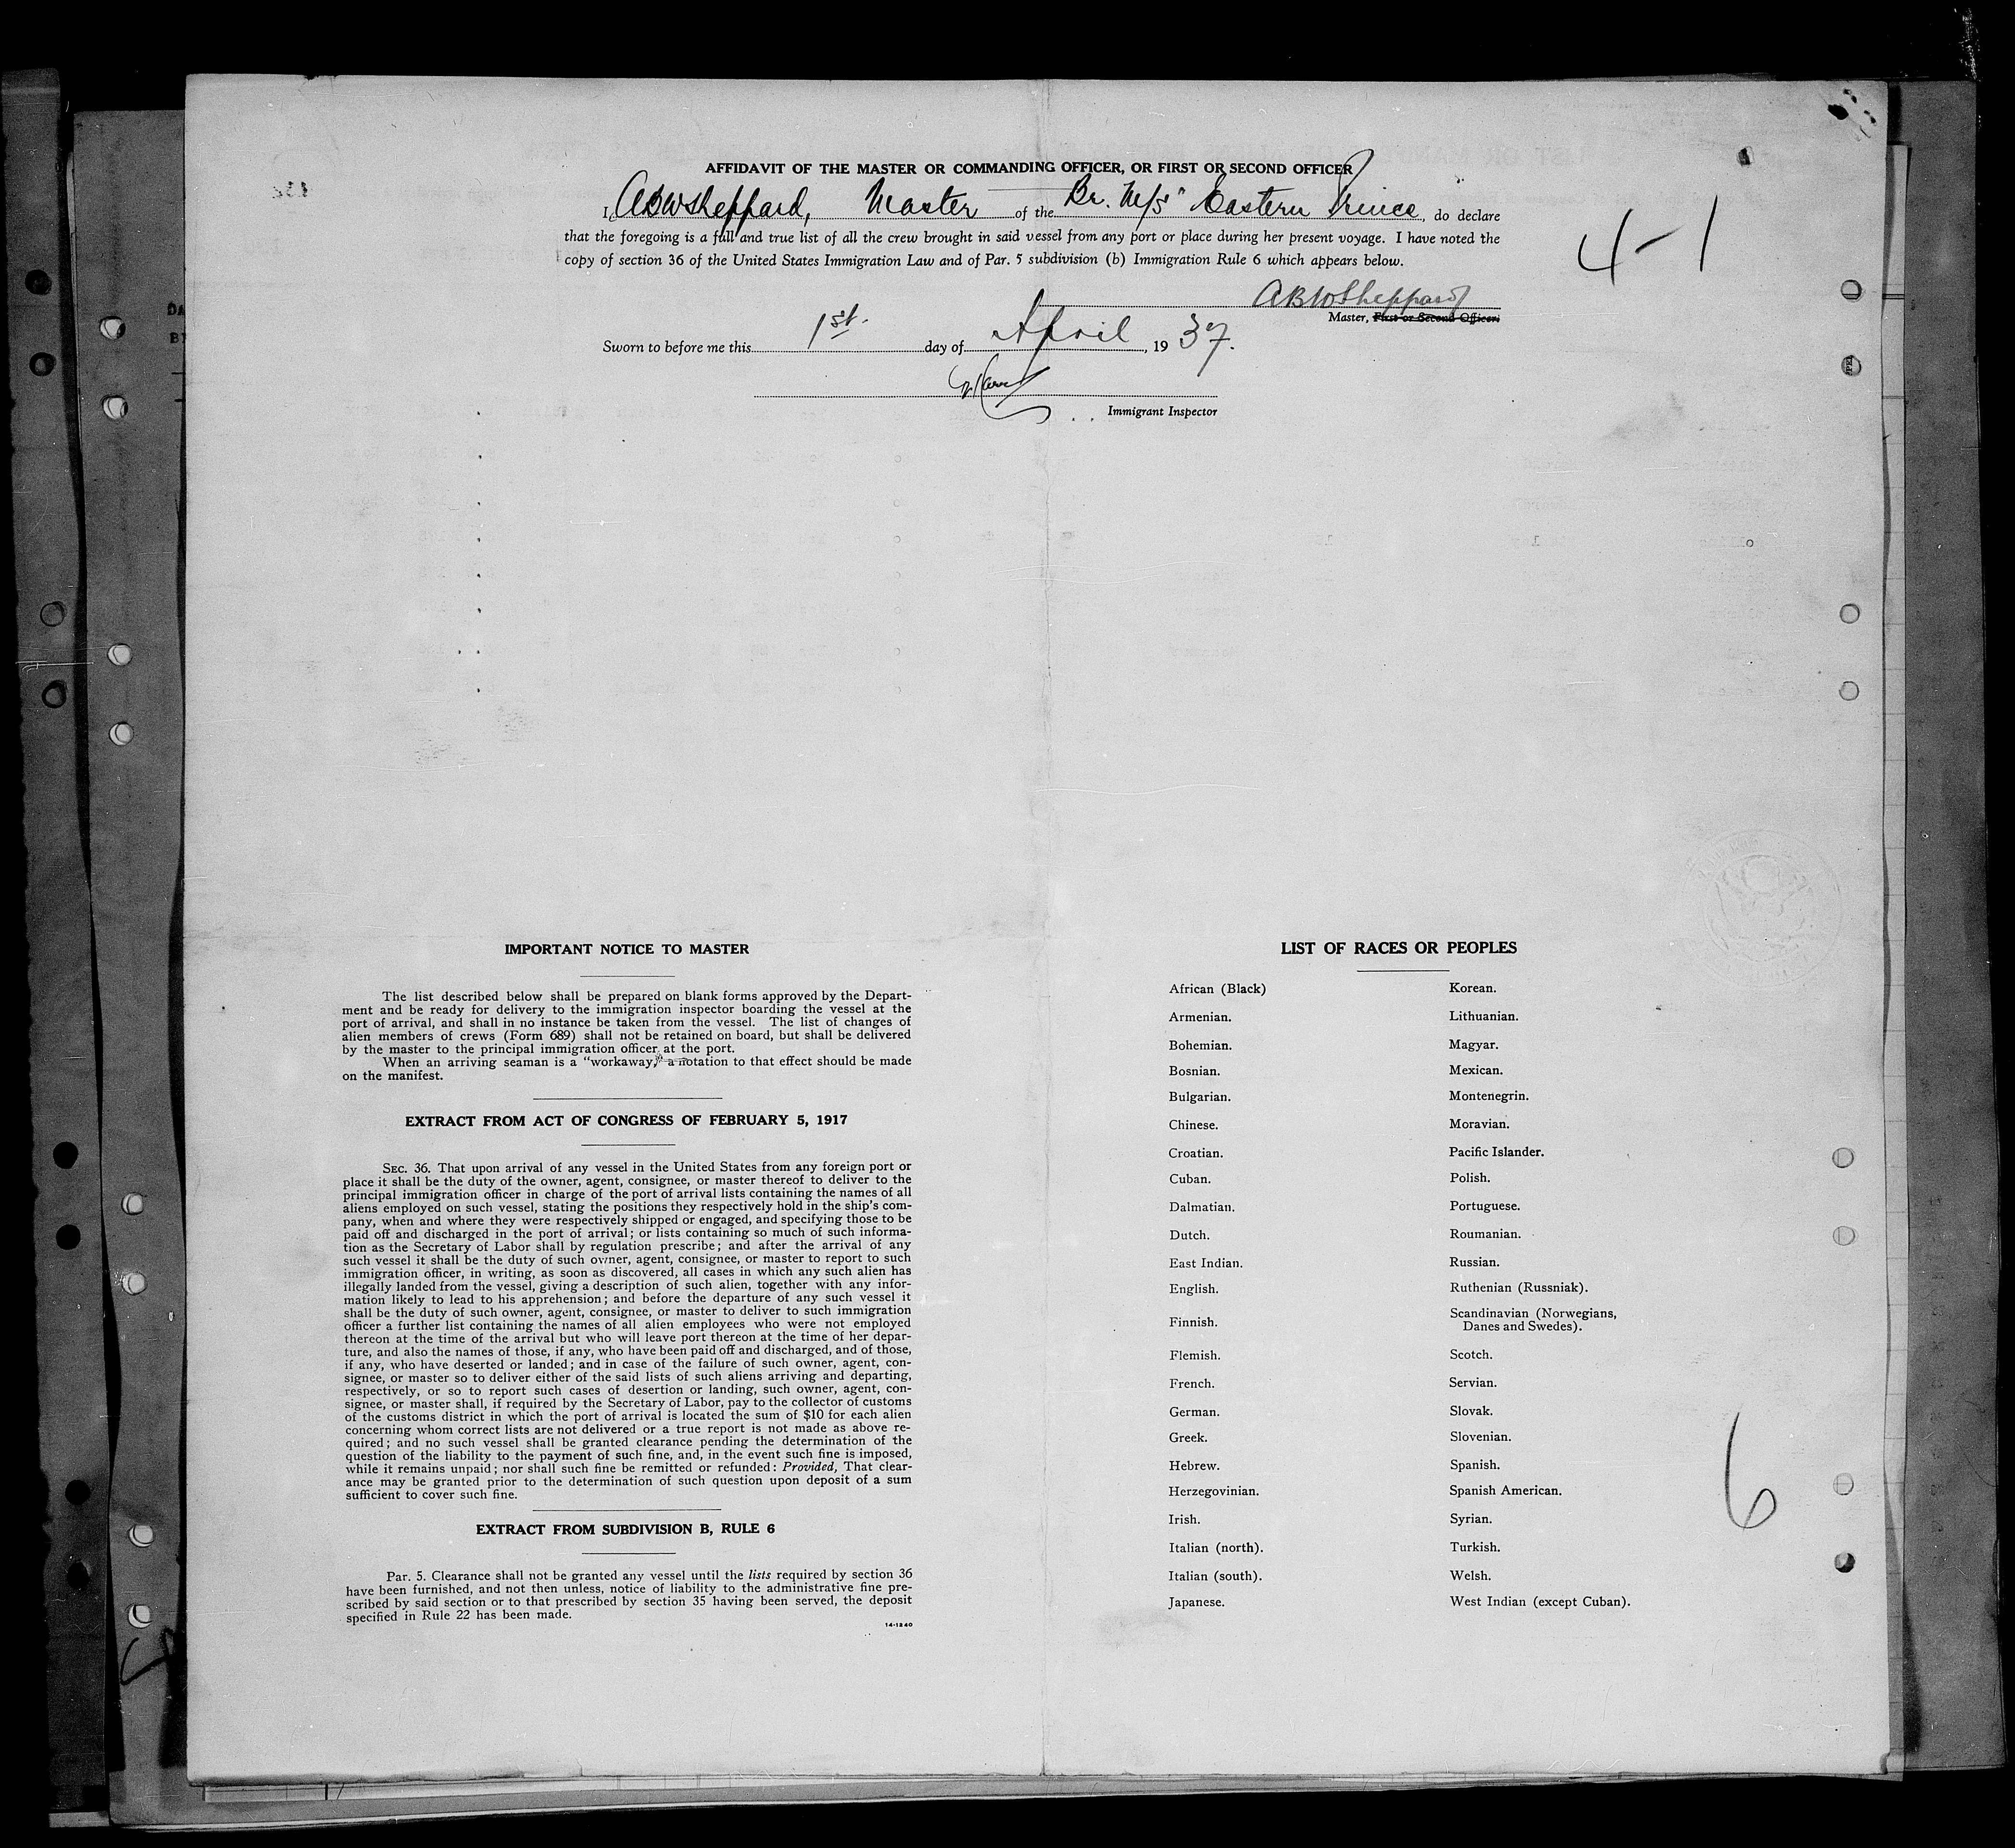 AFFIDAVIT OF THE MASTER OR COMMANDING OFFICER, OR FIRST OR SECOND OFFICER
I, ABWSheppard, Master of the Br. M/S "Eastern Prince, do declare
that the foregoing is a full and true list of all the crew brought in said vessel from any port or place during her present voyage. I have noted the
copy of section 36 of the United States Immigration Law and of Par. 5 subdivision (b) Immigration Rule 6 which appears below.
4-1
ABWSheppard
Master, First or Second Officer.
Sworn to before me this 1st. day of April, 1937.
Immigrant Inspector
IMPORTANT NOTICE TO MASTER
The list described below shall be prepared on blank forms approved by the Depart-
ment and be ready for delivery to the immigration inspector boarding the vessel at the
port of arrival, and shall in no instance be taken from the vessel. The list of changes of
alien members of crews (Form 689) shall not be retained on board, but shall be delivered
by the master to the principal immigration officer at the port.
When an arriving seaman is a "workaway," a notation to that effect should be made
on the manifest.
EXTRACT FROM ACT OF CONGRESS OF FEBRUARY 5, 1917
SEC. 36. That upon arrival of any vessel in the United States from any foreign port or
place it shall be the duty of the owner, agent, consignee, or master thereof to deliver to the
principal immigration officer in charge of the port of arrival lists containing the names of all
aliens employed on such vessel, stating the positions they respectively hold in the ship's com-
pany, when and where they were respectively shipped or engaged, and specifying those to be
paid off and discharged in the port of arrival; or lists containing so much of such informa-
tion as the Secretary of Labor shall by regulation prescribe; and after the arrival of any
such vessel it shall be the duty of such owner, agent, consignee, or master to report to such
immigration officer, in writing, as soon as discovered, all cases in which any such alien has
illegally landed from the vessel, giving a description of such alien, together with any infor-
mation likely to lead to his apprehension; and before the departure of any such vessel it
shall be the duty of such owner, agent, consignee, or master to deliver to such immigration
officer a further list containing the names of all alien employees who were not employed
thereon at the time of the arrival but who will leave port thereon at the time of her depar-
ture, and also the names of those, if any, who have been paid off and discharged, and of those,
if any, who have deserted or landed; and in case of the failure of such owner, agent, con-
signee, or master so to deliver either of the said lists of such aliens arriving and departing,
respectively, or so to report such cases of desertion or landing, such owner, agent, con-
signee, or master shall, if required by the Secretary of Labor, pay to the collector of customs
of the customs district in which the port of arrival is located the sum of $10 for each alien
concerning whom correct lists are not delivered or a true report is not made as above re-
quired; and no such vessel shall be granted clearance pending the determination of the
question of the liability to the payment of such fine, and, in the event such fine is imposed,
while it remains unpaid; nor shall such fine be remitted or refunded: Provided, That clear-
ance may be granted prior to the determination of such question upon deposit of a sum
sufficient to cover such fine.
EXTRACT FROM SUBDIVISION B, RULE 6
Par. 5. Clearance shall not be granted any vessel until the lists required by section 36
have been furnished, and not then unless, notice of liability to the administrative fine pre-
scribed by said section or to that prescribed by section 35 having been served, the deposit
specified in Rule 22 has been made.
14-1240
LIST OF RACES OR PEOPLES
African (Black)
Armenian.
Bohemian.
Bosnian.
Bulgarian.
Chinese.
Croatian.
Cuban.
Dalmatian.
Dutch.
East Indian.
English.
Finnish.
Flemish.
French.
German.
Greek.
Hebrew.
Herzegovinian.
Irish.
Italian (north).
Italian (south).
Japanese.
Korean.
Lithuanian.
Magyar.
Mexican.
Montenegrin.
Moravian.
Pacific Islander.
Polish.
Portuguese.
Roumanian.
Russian.
Ruthenian (Russniak).
Scandinavian (Norwegians,
Danes and Swedes).
Scotch.
Servian.
Slovak.
Slovenian.
Spanish.
Spanish American.
Syrian.
Turkish.
Welsh.
West Indian (except Cuban).
6